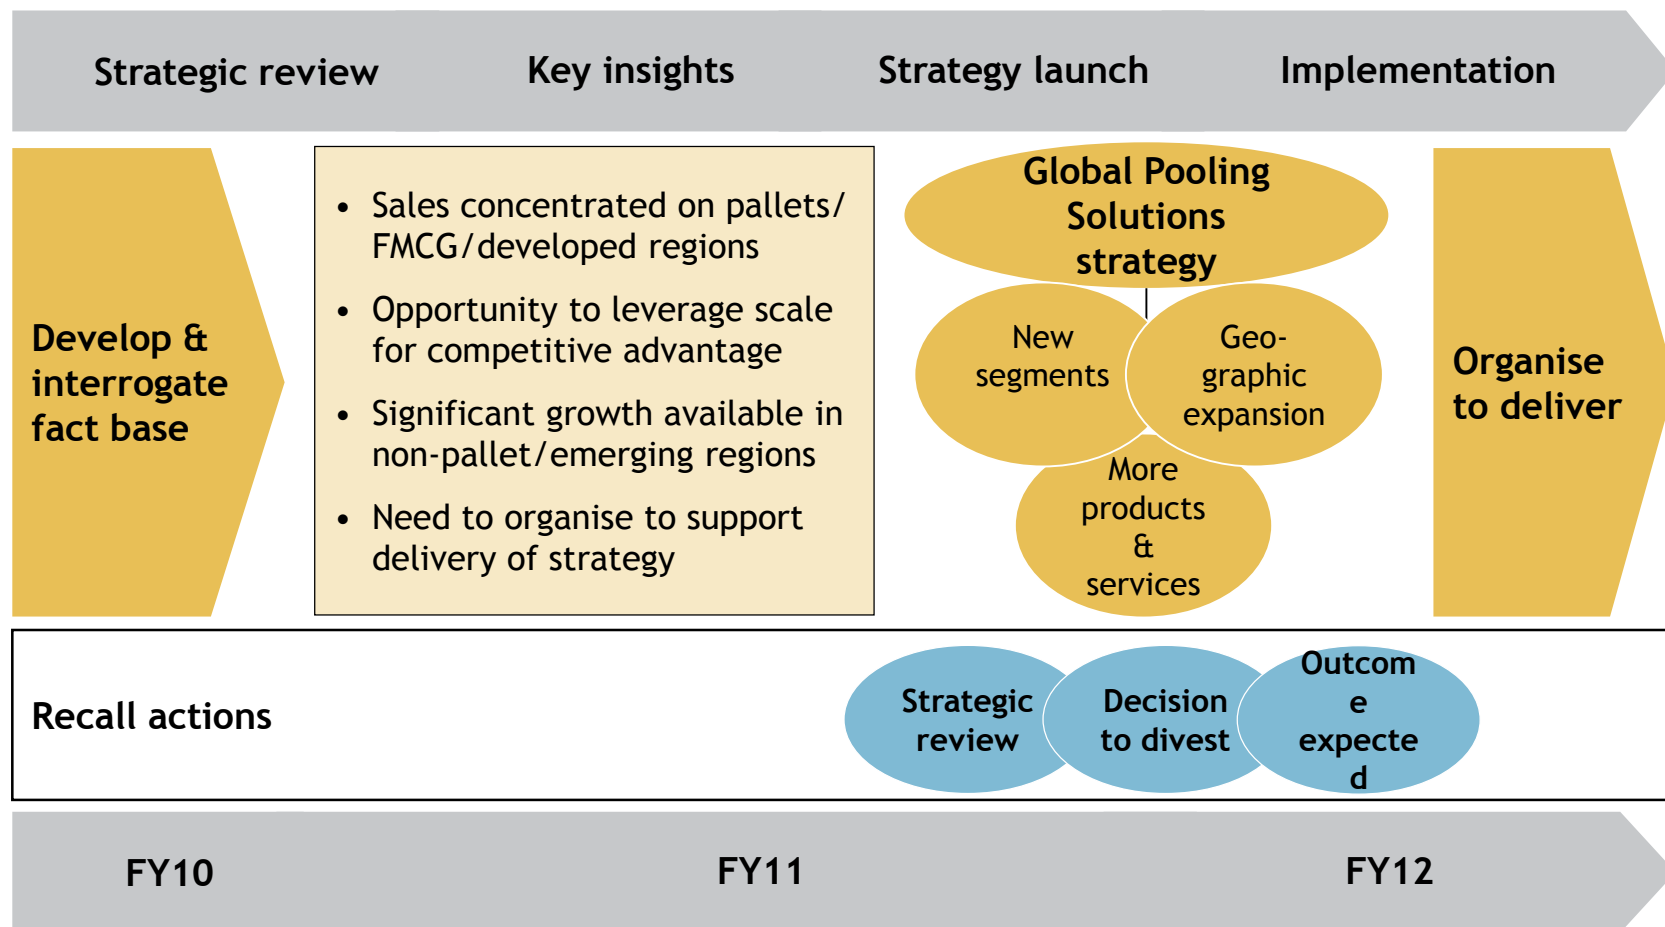 Strategic review
Key insights
Strategy launch
Implementation
Develop &
interrogate
fact base
• Sales concentrated on pallets/
FMCG/developed regions
• Opportunity to leverage scale
for competitive advantage
• Significant growth available in
non-pallet/emerging regions
• Need to organise to support
delivery of strategy
Global Pooling
Solutions
strategy
New
segments
Geo-
graphic
expansion
More
products
&
services
Organise
to deliver
Recall actions
Strategic
review
Decision
to divest
Outcom
e
expecte
d
FY10
FY11
FY12